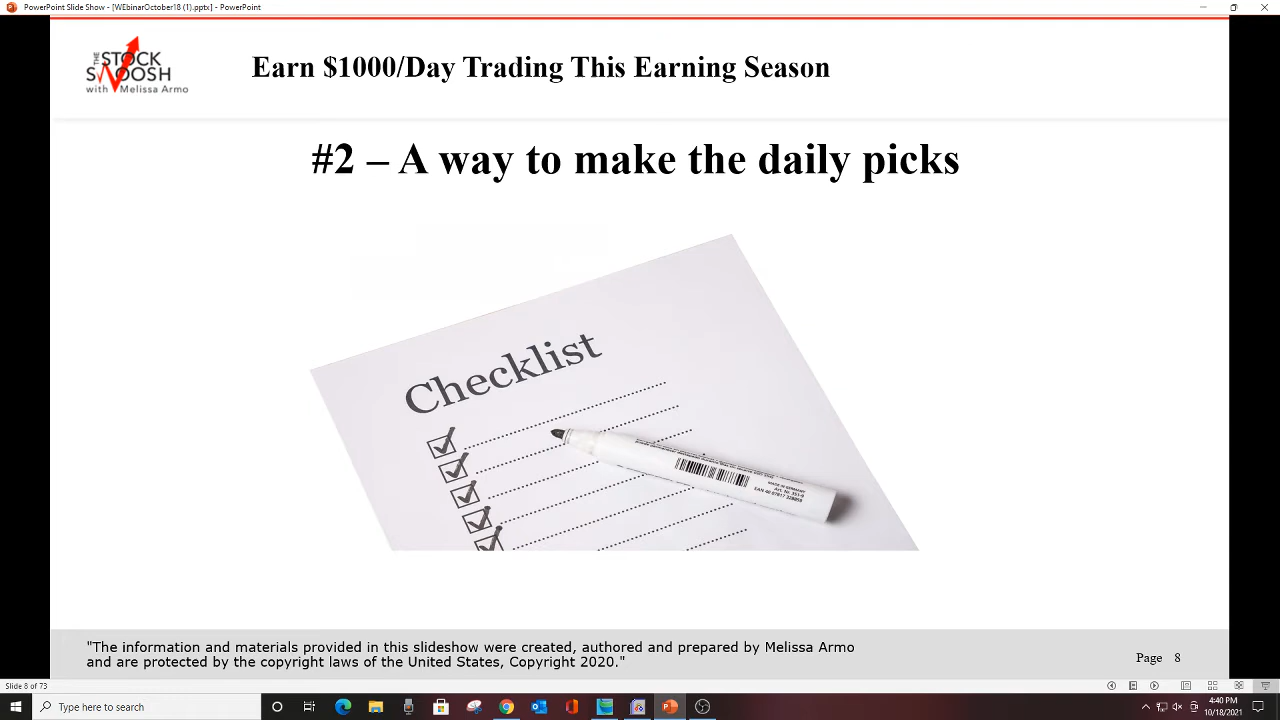 PowerPoint Slide Show - [WEbinarOctober18 (1).pptx] - PowerPoint
THE STOCK
SWOOSH
with Melissa Armo
Earn $1000/Day Trading This Earning Season
#2 – A way to make the daily picks
Checklist
MADE IN GERMANY
"The information and materials provided in this slideshow were created, authored and prepared by Melissa Armo
and are protected by the copyright laws of the United States, Copyright 2020."
Page 8
Slide 8 of 73
Type here to search
4:40 PM
10/18/2021